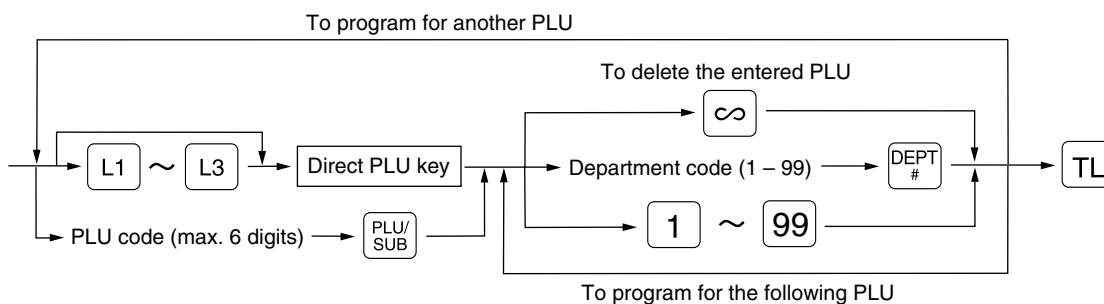 To program for another PLU
To delete the entered PLU
∞
L1 ～ L3
Direct PLU key
Department code (1 – 99)
DEPT
#
TL
PLU code (max. 6 digits)
PLU/
SUB
1 ～ 99
To program for the following PLU